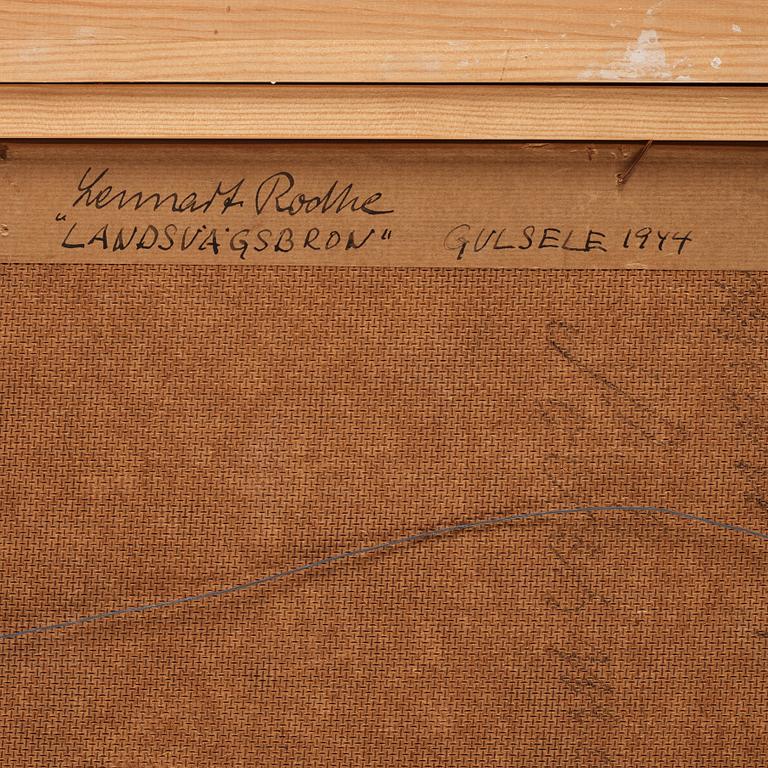 Lennart Rodhe
"LANDSVÄGSBRON" GULSELE 1944